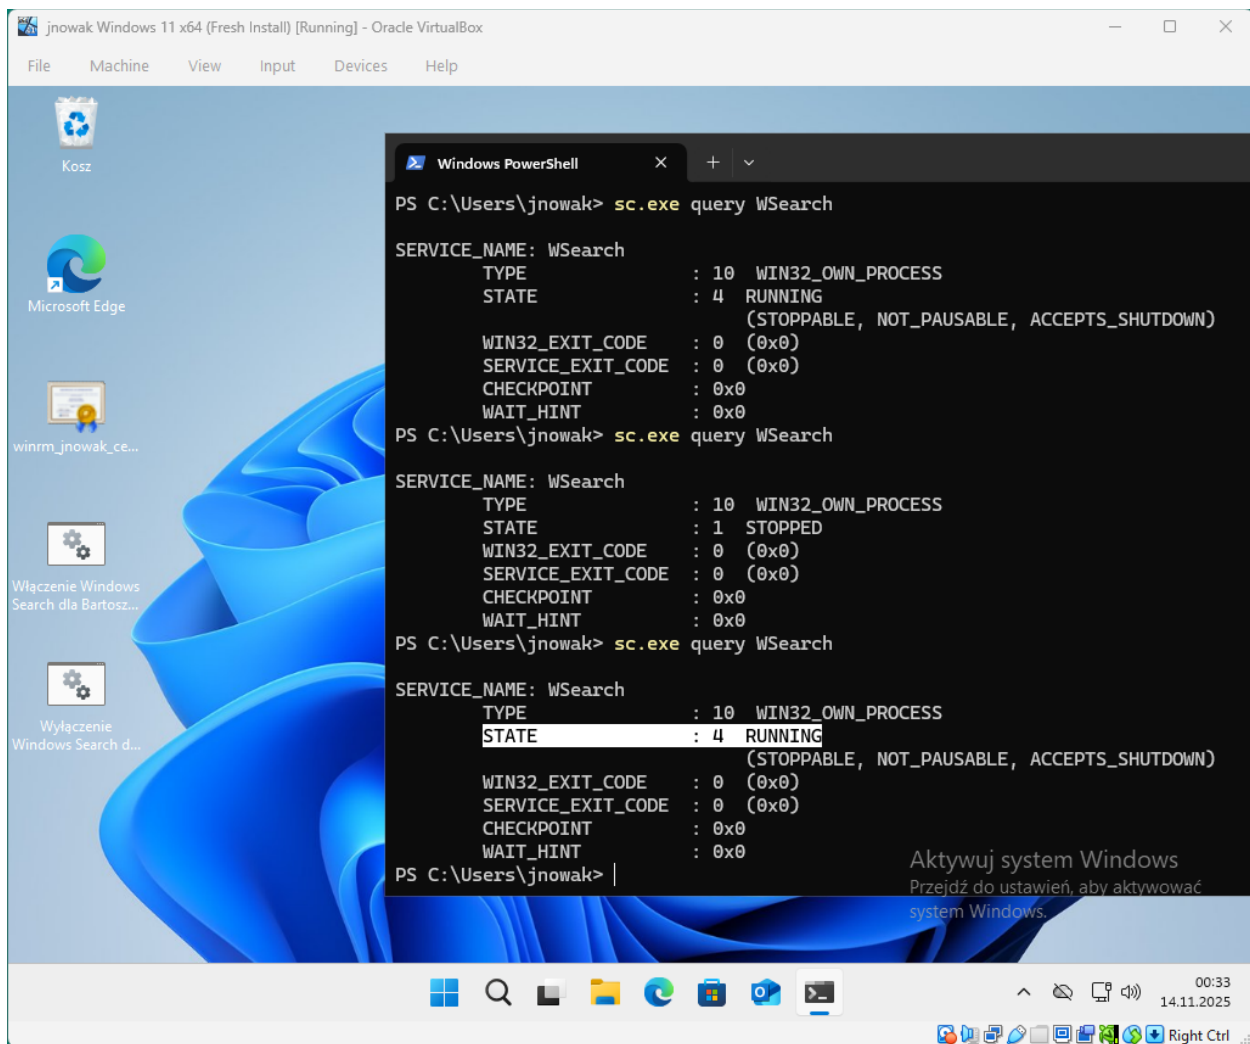 jnowak Windows 11 x64 (Fresh Install) [Running] - Oracle VirtualBox
File Machine View Input Devices Help
Kosz
Microsoft Edge
winrm_jnowak_ce...
Włączenie Windows
Search dla Bartosz...
Wyłączenie
Windows Search d...
Windows PowerShell
PS C:\Users\jnowak> sc.exe query WSearch
SERVICE_NAME: WSearch
TYPE : 10 WIN32_OWN_PROCESS
STATE : 4 RUNNING
(STOPPABLE, NOT_PAUSABLE, ACCEPTS_SHUTDOWN)
WIN32_EXIT_CODE : 0 (0x0)
SERVICE_EXIT_CODE : 0 (0x0)
CHECKPOINT : 0x0
WAIT_HINT : 0x0
PS C:\Users\jnowak> sc.exe query WSearch
SERVICE_NAME: WSearch
TYPE : 10 WIN32_OWN_PROCESS
STATE : 1 STOPPED
WIN32_EXIT_CODE : 0 (0x0)
SERVICE_EXIT_CODE : 0 (0x0)
CHECKPOINT : 0x0
WAIT_HINT : 0x0
PS C:\Users\jnowak> sc.exe query WSearch
SERVICE_NAME: WSearch
TYPE : 10 WIN32_OWN_PROCESS
STATE : 4 RUNNING
(STOPPABLE, NOT_PAUSABLE, ACCEPTS_SHUTDOWN)
WIN32_EXIT_CODE : 0 (0x0)
SERVICE_EXIT_CODE : 0 (0x0)
CHECKPOINT : 0x0
WAIT_HINT : 0x0
PS C:\Users\jnowak>
Aktywuj system Windows
Przejdź do ustawień, aby aktywować
system Windows.
00:33
14.11.2025
Right Ctrl